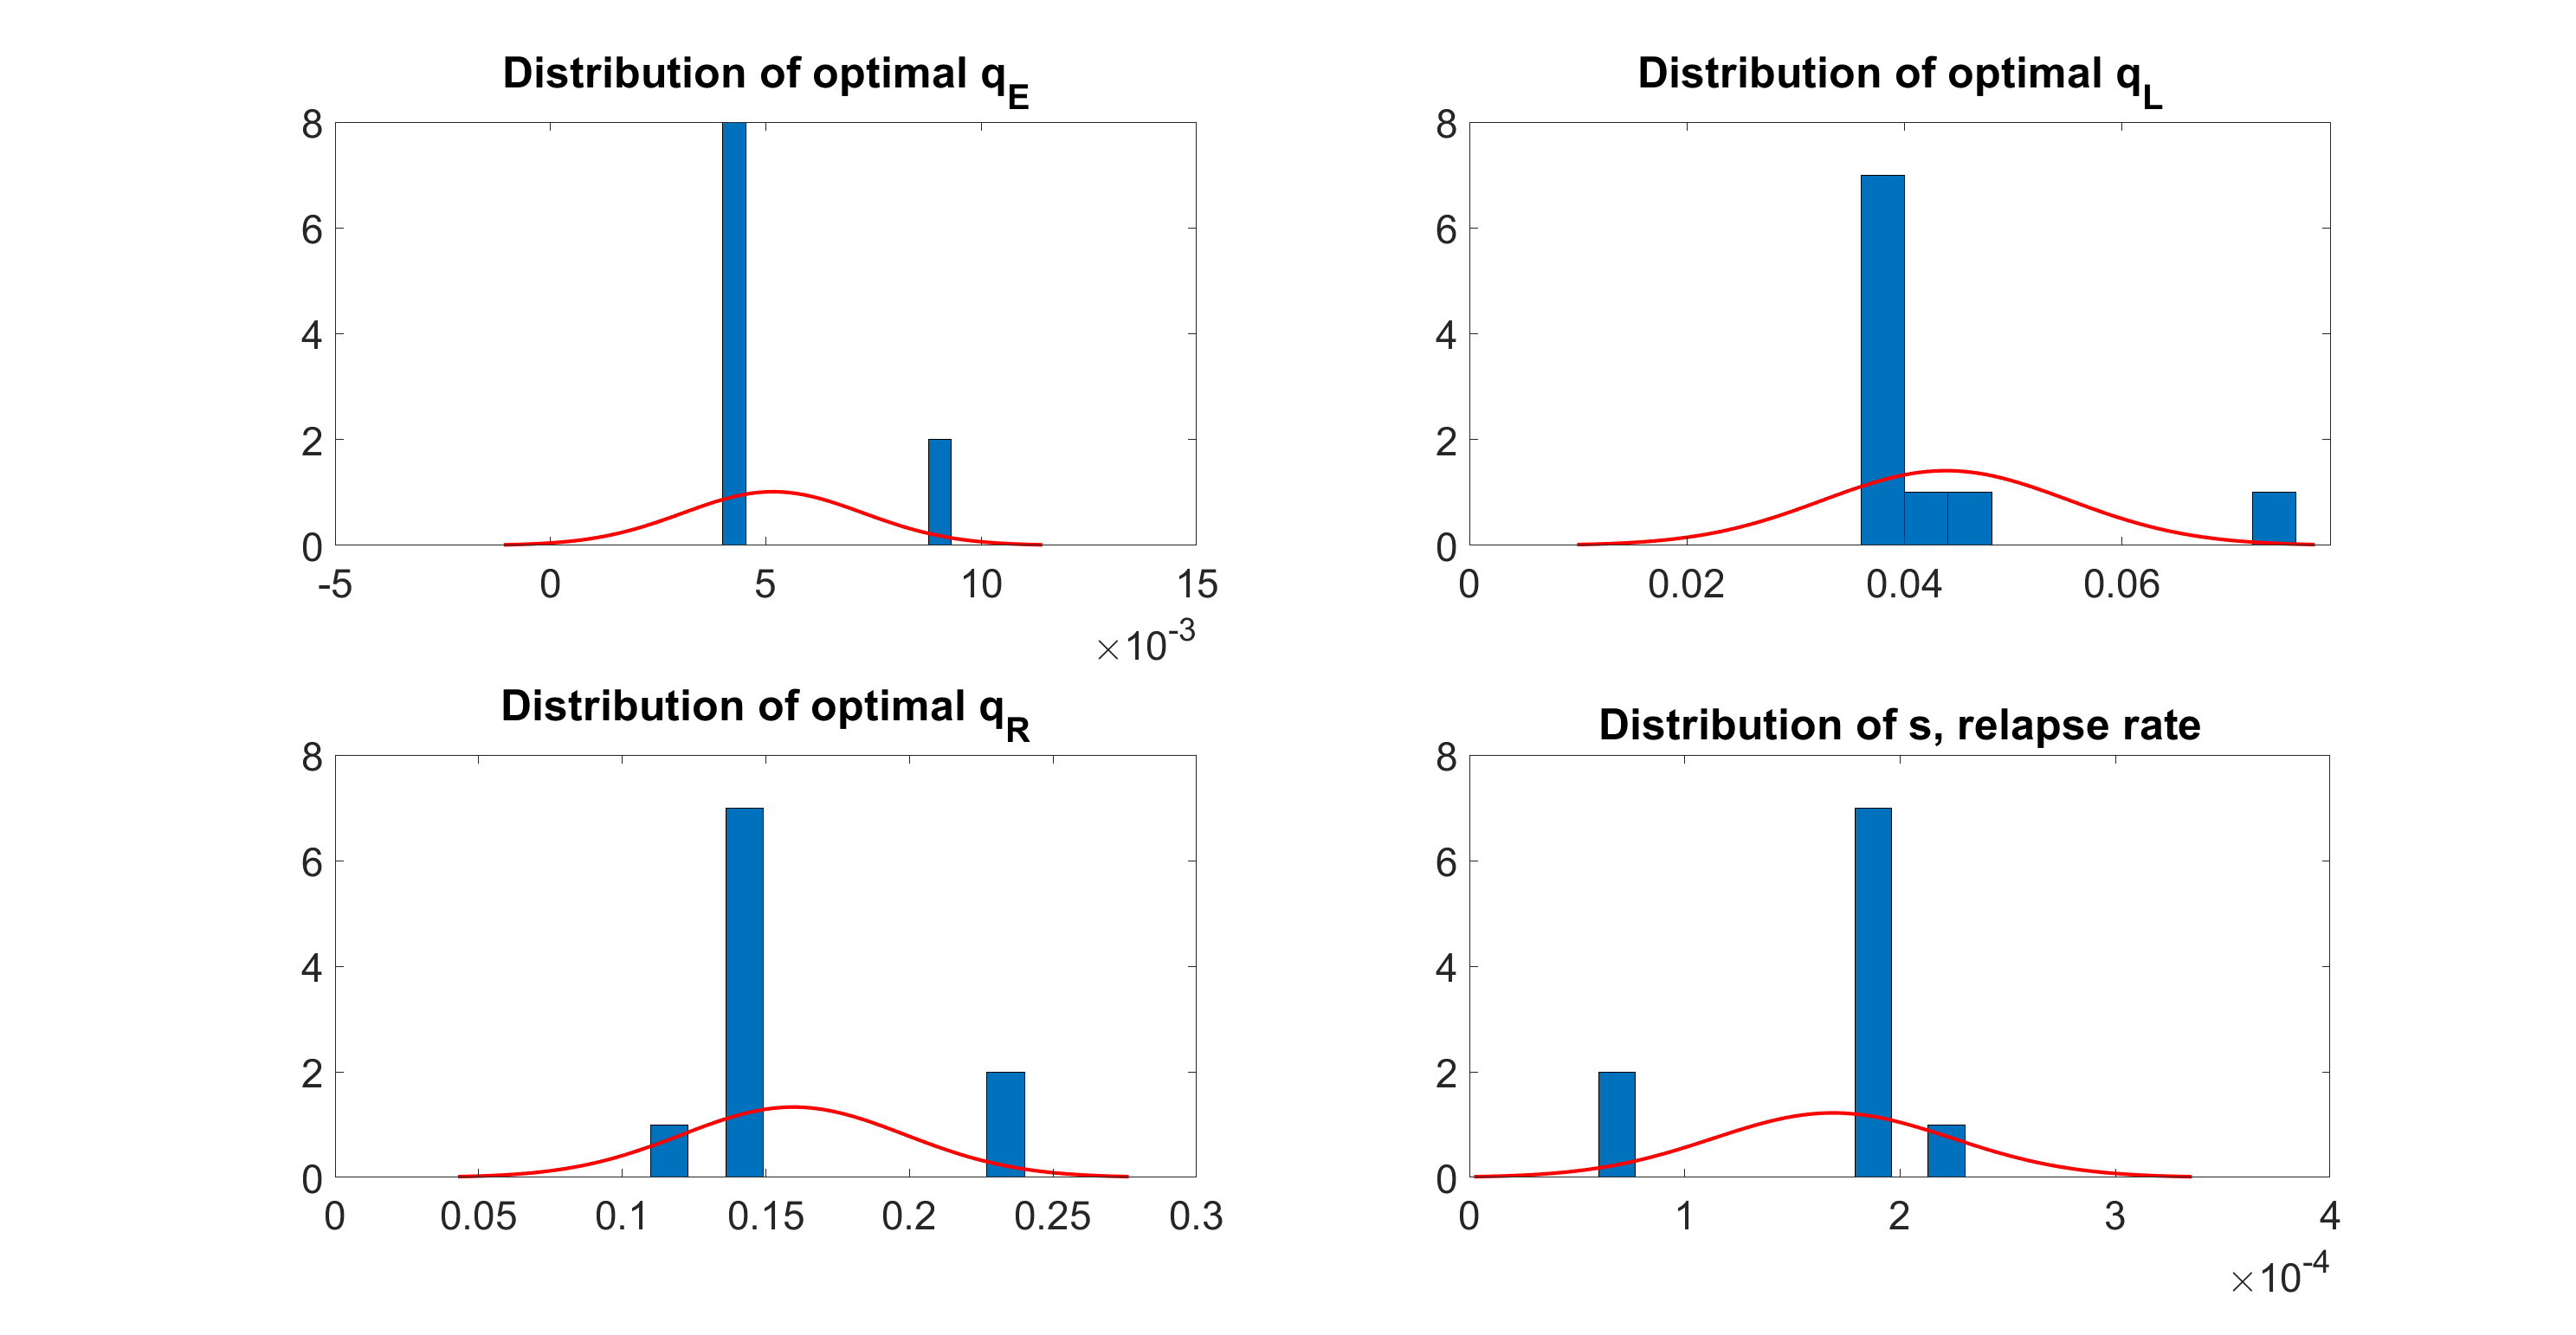 Distribution of optimal q_E
8
6
4
2
0
-5 0 5 10 15
×10^-3
Distribution of optimal q_L
8
6
4
2
0
0 0.02 0.04 0.06
Distribution of optimal q_R
8
6
4
2
0
0 0.05 0.1 0.15 0.2 0.25 0.3
Distribution of s, relapse rate
8
6
4
2
0
0 1 2 3 4
×10^-4